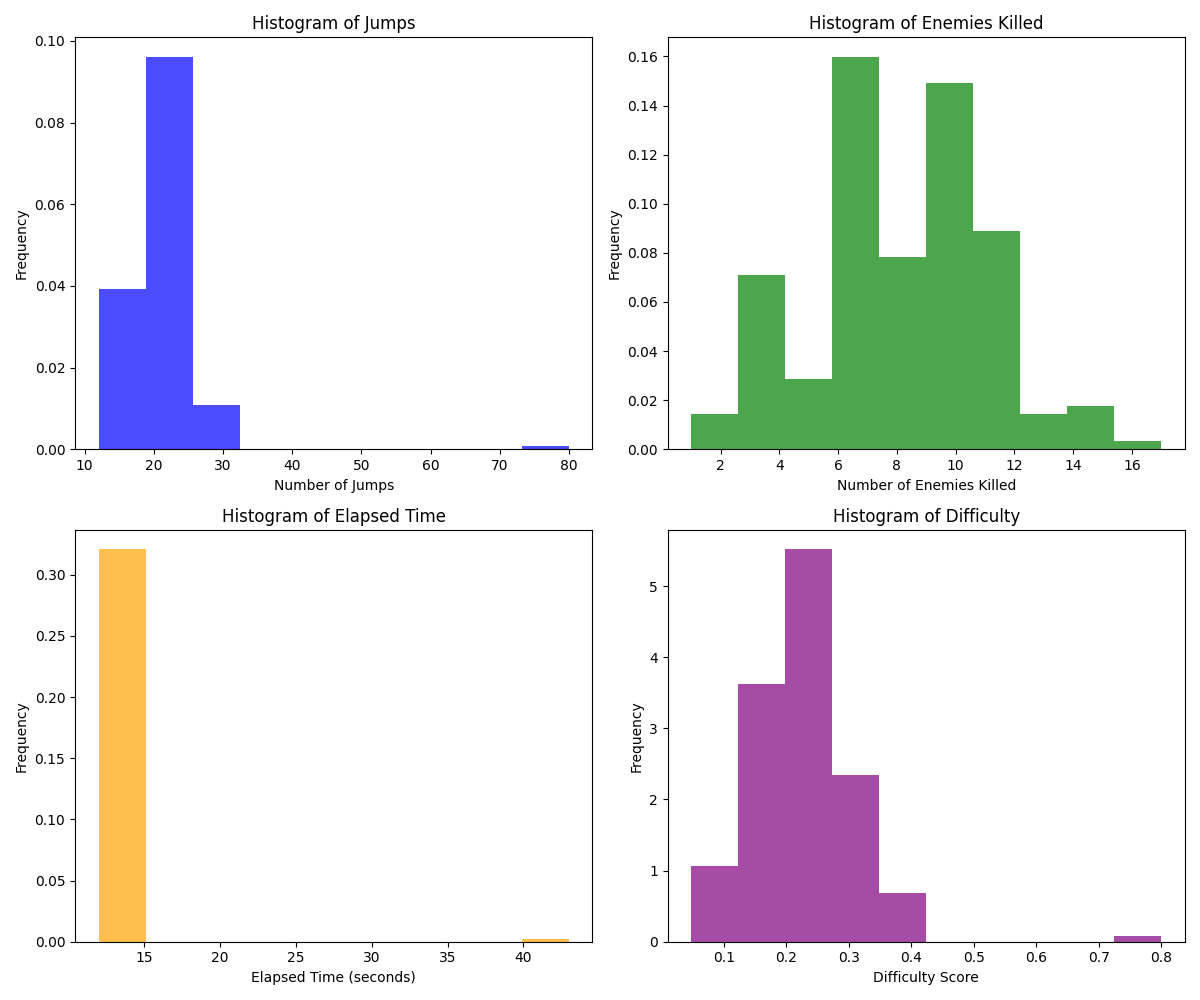 Histogram of Jumps
0.10
0.08
0.06
0.04
0.02
0.00
Frequency
10 20 30 40 50 60 70 80
Number of Jumps
Histogram of Enemies Killed
0.16
0.14
0.12
0.10
0.08
0.06
0.04
0.02
0.00
Frequency
2 4 6 8 10 12 14 16
Number of Enemies Killed
Histogram of Elapsed Time
0.30
0.25
0.20
0.15
0.10
0.05
0.00
Frequency
15 20 25 30 35 40
Elapsed Time (seconds)
Histogram of Difficulty
5
4
3
2
1
0
Frequency
0.1 0.2 0.3 0.4 0.5 0.6 0.7 0.8
Difficulty Score